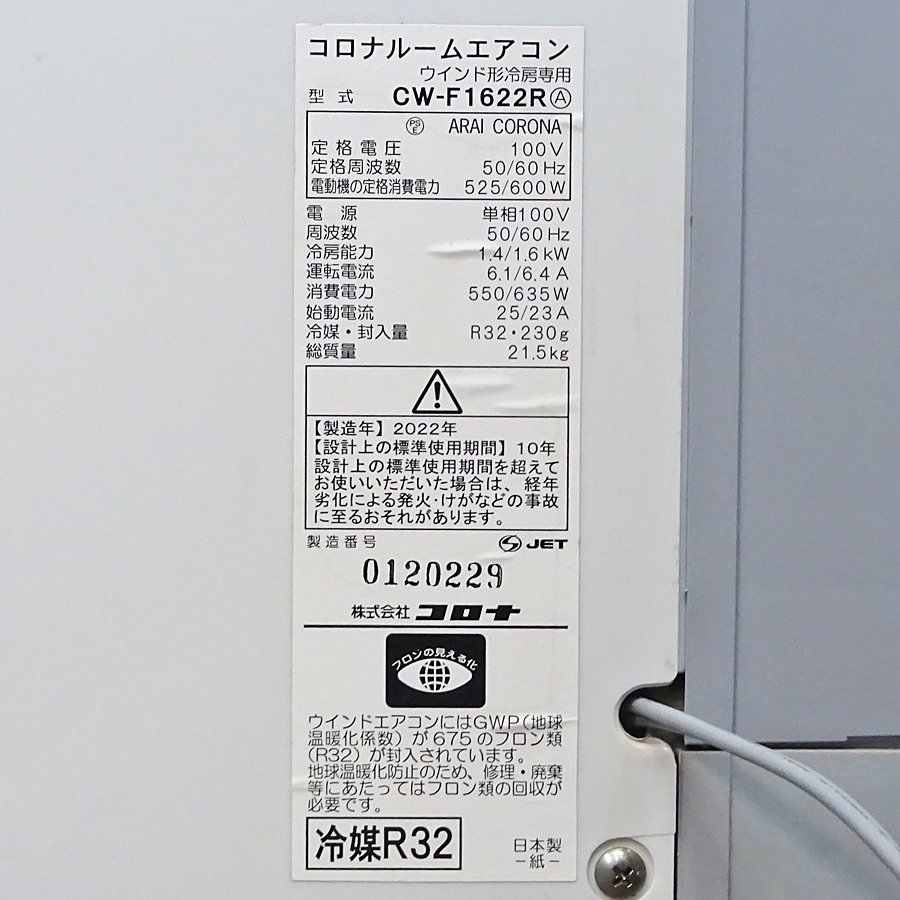 コロナルームエアコン
ウインド形冷房専用
型式 CW-F1622R Ⓐ
PSE ARAI CORONA
定格電圧 100V
定格周波数 50/60Hz
電動機の定格消費電力 525/600W
電源 単相100V
周波数 50/60Hz
冷房能力 1.4/1.6kW
運転電流 6.1/6.4A
消費電力 550/635W
始動電流 25/23A
冷媒・封入量 R32・230g
総質量 21.5kg
【製造年】2022年
【設計上の標準使用期間】10年
設計上の標準使用期間を超えて
お使いいただいた場合は、経年
劣化による発火・けがなどの事故
に至るおそれがあります。
製造番号 JET
0120229
株式会社 コロナ
フロンの見える化
ウインドエアコンにはGWP(地球
温暖化係数)が675のフロン類
(R32)が封入されています。
地球温暖化防止のため、修理・廃棄
等にあたってはフロン類の回収が
必要です。
冷媒R32
日本製
-紙-